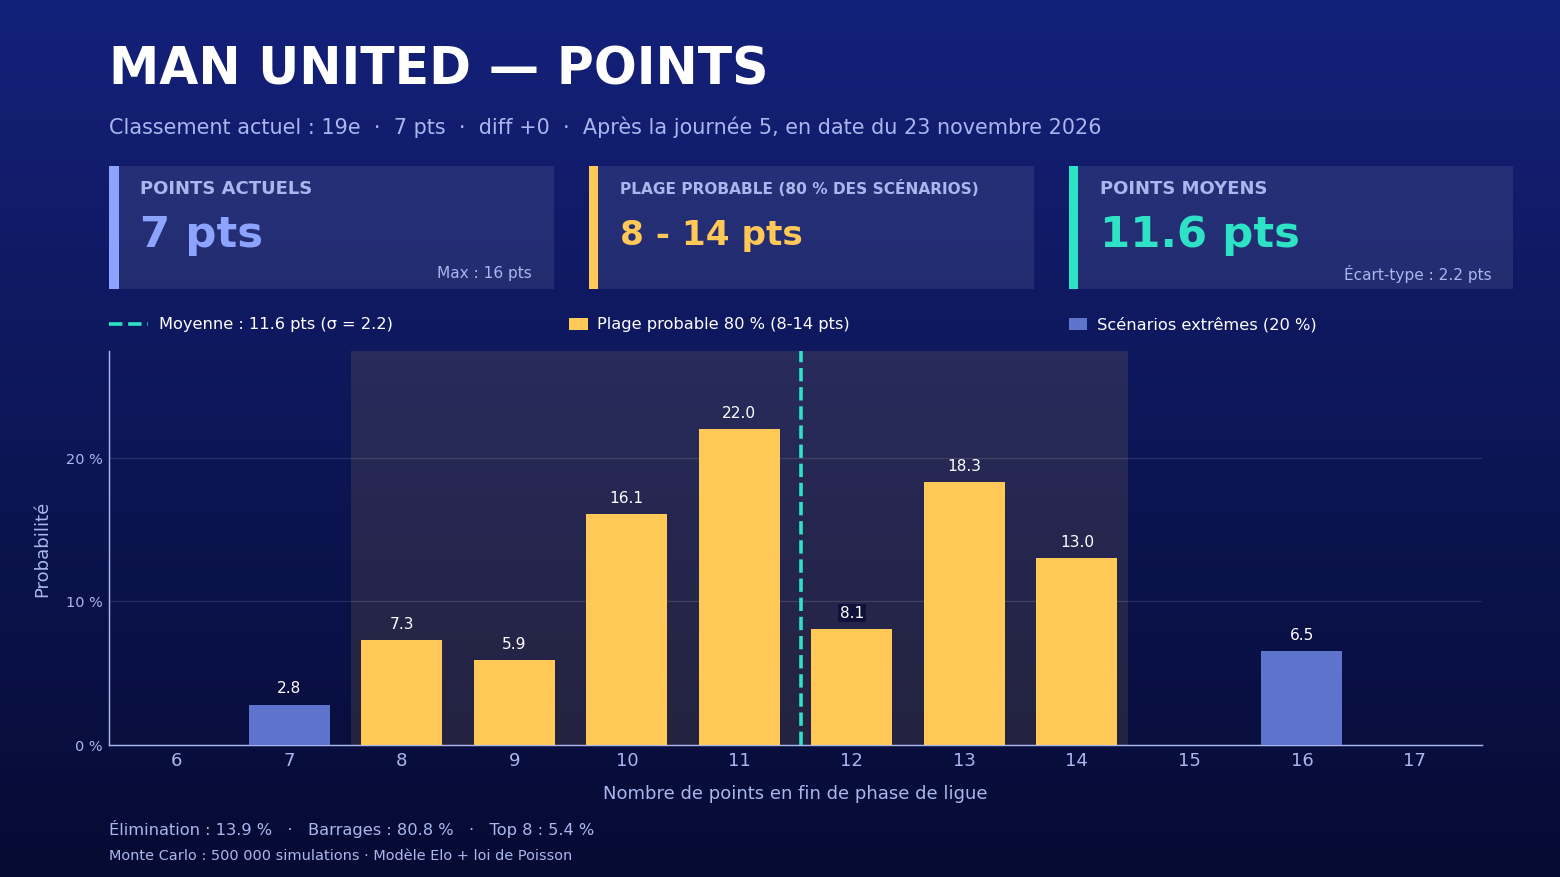 MAN UNITED — POINTS
Classement actuel : 19e · 7 pts · diff +0 · Après la journée 5, en date du 23 novembre 2026
POINTS ACTUELS
7 pts
Max : 16 pts
PLAGE PROBABLE (80 % DES SCÉNARIOS)
8 - 14 pts
POINTS MOYENS
11.6 pts
Écart-type : 2.2 pts
Moyenne : 11.6 pts (σ = 2.2)
Plage probable 80 % (8-14 pts)
Scénarios extrêmes (20 %)
Probabilité
20 %
10 %
0 %
2.8
7.3
5.9
16.1
22.0
8.1
18.3
13.0
6.5
6 7 8 9 10 11 12 13 14 15 16 17
Nombre de points en fin de phase de ligue
Élimination : 13.9 % · Barrages : 80.8 % · Top 8 : 5.4 %
Monte Carlo : 500 000 simulations · Modèle Elo + loi de Poisson